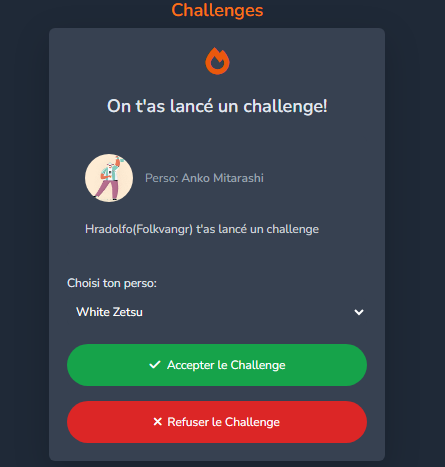 Challenges
On t'as lancé un challenge!
Perso: Anko Mitarashi
Hradolfo(Folkvangr) t'as lancé un challenge
Choisi ton perso:
White Zetsu
Accepter le Challenge
Refuser le Challenge